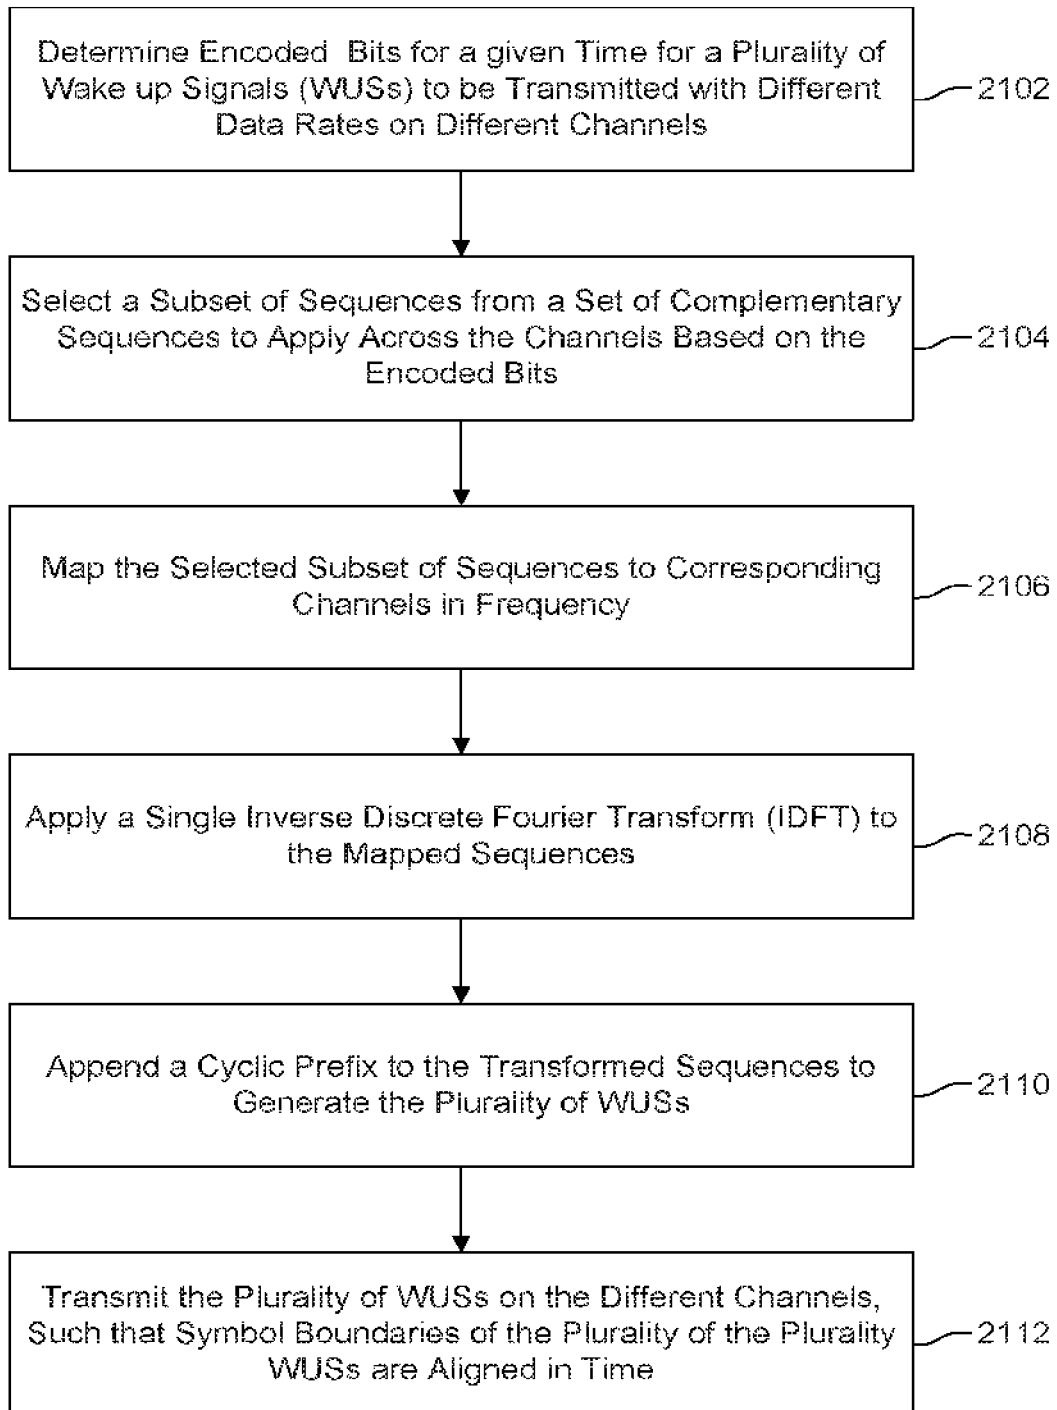 Determine Encoded Bits for a given Time for a Plurality of
Wake up Signals (WUSs) to be Transmitted with Different
Data Rates on Different Channels
2102
Select a Subset of Sequences from a Set of Complementary
Sequences to Apply Across the Channels Based on the
Encoded Bits
2104
Map the Selected Subset of Sequences to Corresponding
Channels in Frequency
2106
Apply a Single Inverse Discrete Fourier Transform (IDFT) to
the Mapped Sequences
2108
Append a Cyclic Prefix to the Transformed Sequences to
Generate the Plurality of WUSs
2110
Transmit the Plurality of WUSs on the Different Channels,
Such that Symbol Boundaries of the Plurality of the Plurality
WUSs are Aligned in Time
2112